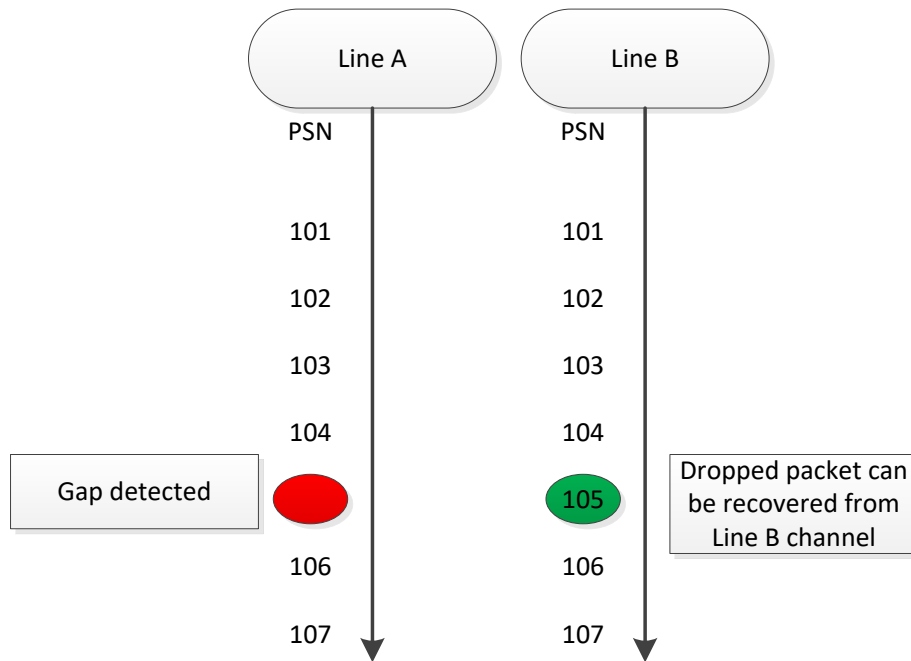 Line A
Line B
PSN
PSN
101
101
102
102
103
103
104
104
Gap detected
105
Dropped packet can
be recovered from
Line B channel
106
106
107
107